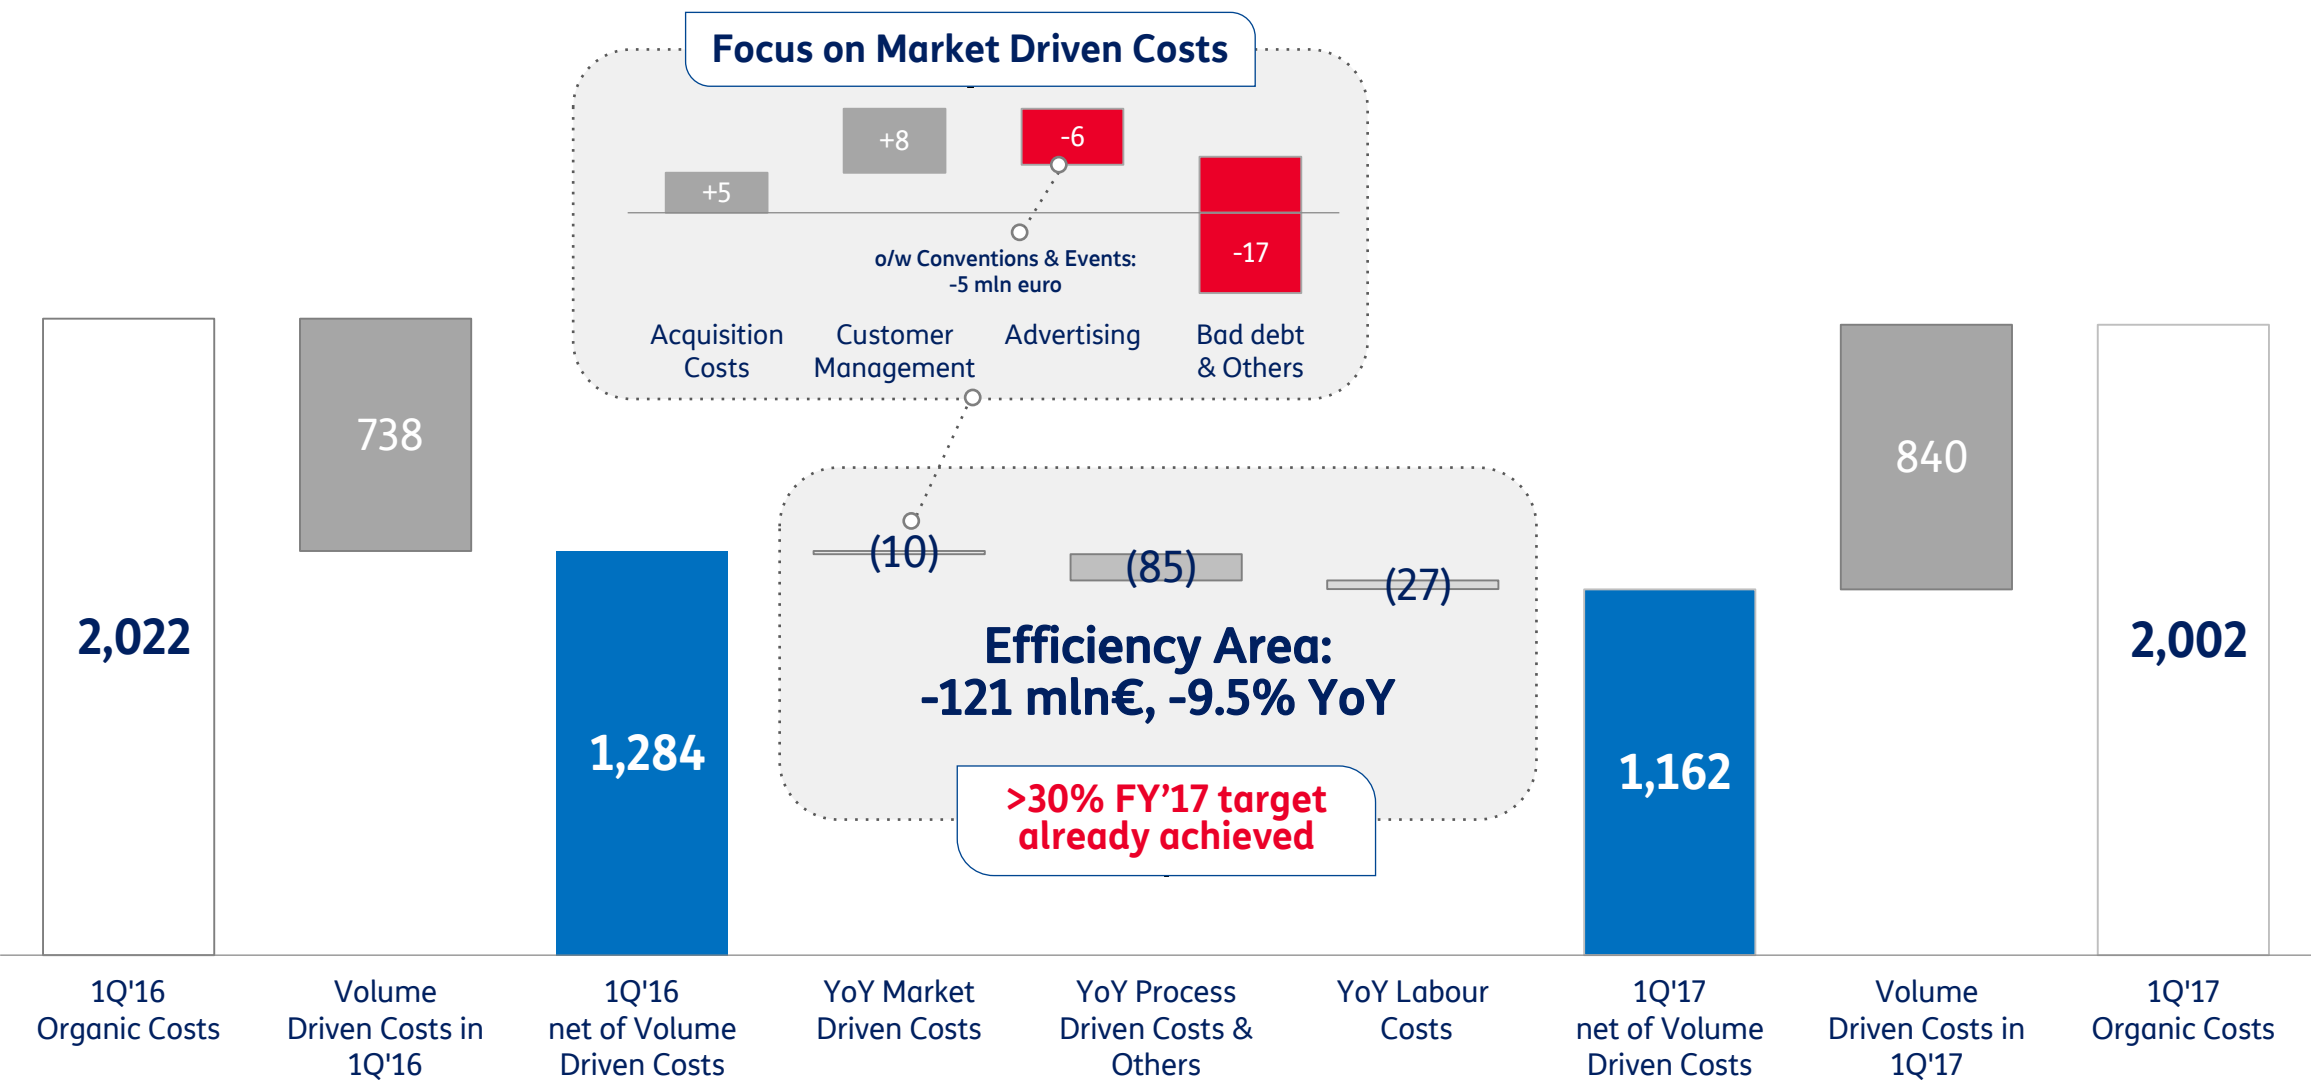 Focus on Market Driven Costs
+5
+8
-6
-17
o/w Conventions & Events:
-5 mln euro
Acquisition
Costs
Customer
Management
Advertising
Bad debt
& Others
2,022
738
1,284
(10)
(85)
(27)
Efficiency Area:
-121 mln€, -9.5% YoY
>30% FY’17 target
already achieved
1,162
840
2,002
1Q'16
Organic Costs
Volume
Driven Costs in
1Q'16
1Q'16
net of Volume
Driven Costs
YoY Market
Driven Costs
YoY Process
Driven Costs &
Others
YoY Labour
Costs
1Q'17
net of Volume
Driven Costs
Volume
Driven Costs in
1Q'17
1Q'17
Organic Costs